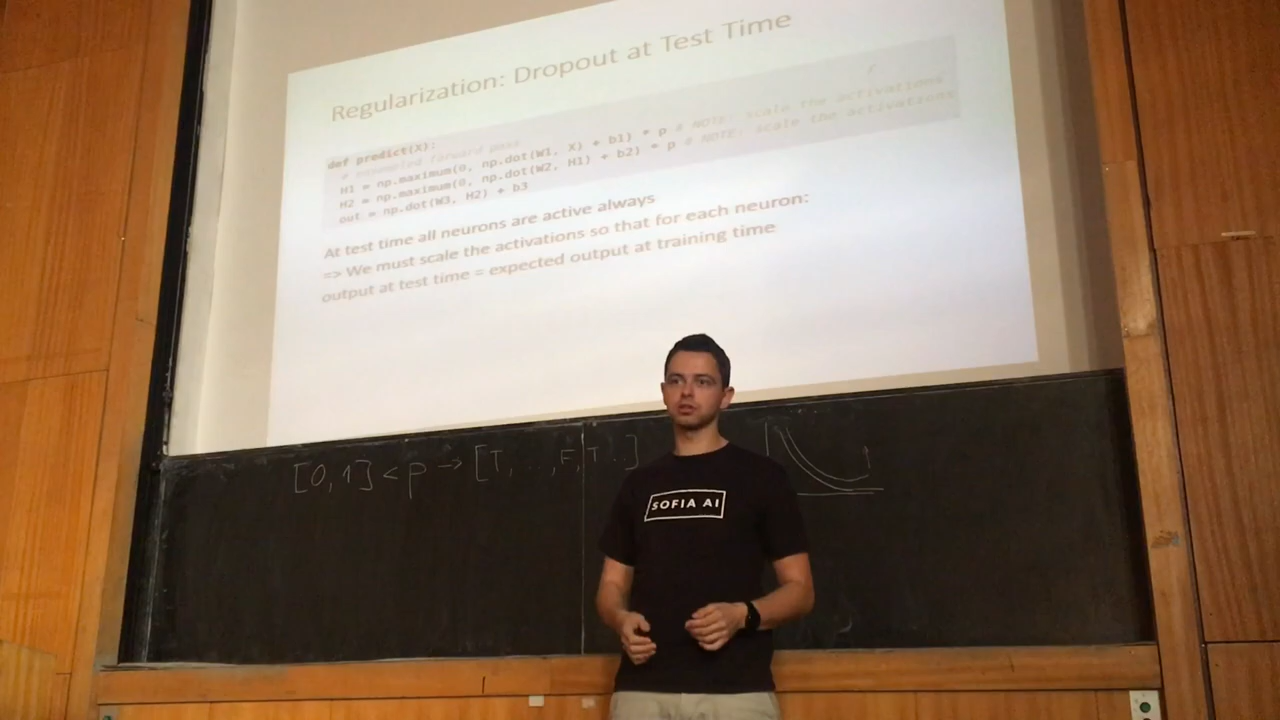 Regularization: Dropout at Test Time
def predict(X):
# ensembled forward pass
H1 = np.maximum(0, np.dot(W1, X) + b1) * p # NOTE: scale the activations
H2 = np.maximum(0, np.dot(W2, H1) + b2) * p # NOTE: scale the activations
out = np.dot(W3, H2) + b3
At test time all neurons are active always
=> We must scale the activations so that for each neuron:
output at test time = expected output at training time
[0,1] < p → [T, ..., F, T ..]
SOFIA AI